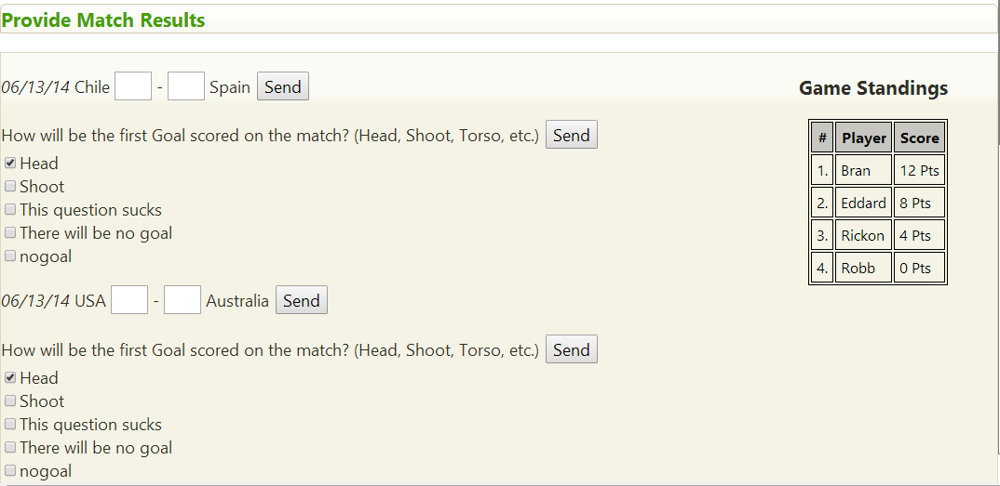 Provide Match Results
06/13/14 Chile - Spain Send
How will be the first Goal scored on the match? (Head, Shoot, Torso, etc.) Send
Head
Shoot
This question sucks
There will be no goal
nogoal
06/13/14 USA - Australia Send
How will be the first Goal scored on the match? (Head, Shoot, Torso, etc.) Send
Head
Shoot
This question sucks
There will be no goal
nogoal
Game Standings
# Player Score
1. Bran 12 Pts
2. Eddard 8 Pts
3. Rickon 4 Pts
4. Robb 0 Pts